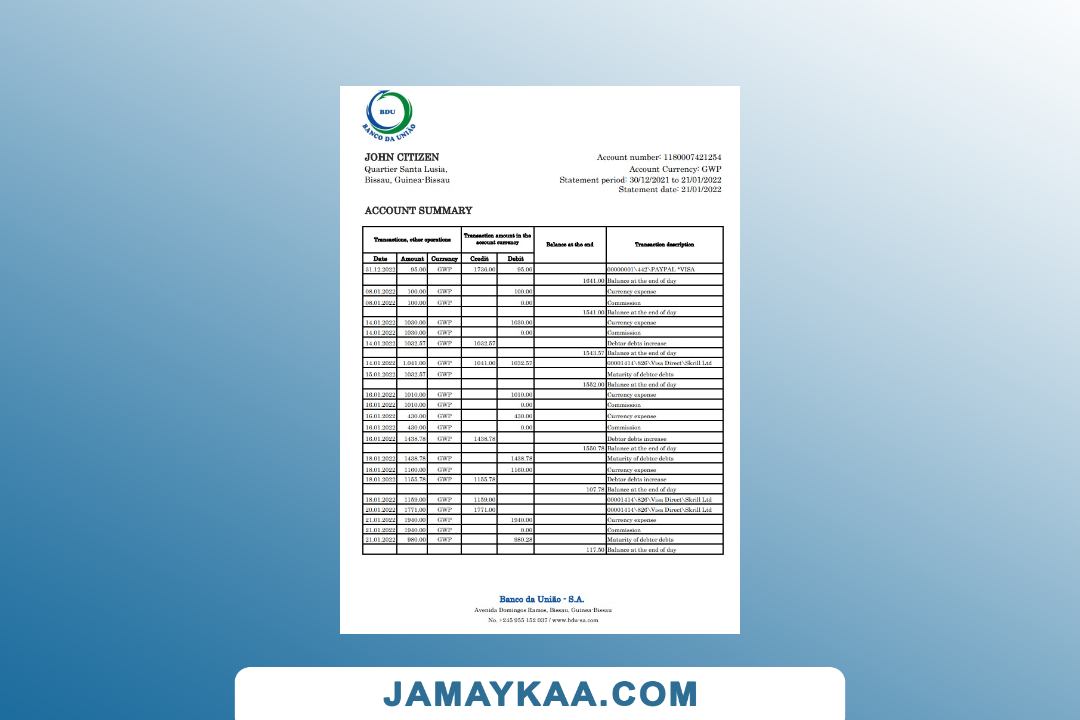 BDU
BANCO DA UNIÃO
JOHN CITIZEN
Quartier Santa Lusia,
Bissau, Guinea-Bissau
Account number: 1180007421254
Account Currency: GWP
Statement period: 30/12/2021 to 21/01/2022
Statement date: 21/01/2022
ACCOUNT SUMMARY
Transactions, other operations Transaction amount in the account currency Balance at the end Transaction description
Date Amount Currency Credit Debit
31.12.2022 95.00 GWP 1736.00 95.00 00000001\442\PAYPAL *VISA
1641.00 Balance at the end of day
08.01.2022 100.00 GWP 100.00 Currency expense
08.01.2022 100.00 GWP 0.00 Commission
1541.00 Balance at the end of day
14.01.2022 1030.00 GWP 1030.00 Currency expense
14.01.2022 1030.00 GWP 0.00 Commission
14.01.2022 1032.57 GWP 1032.57 Debtor debts increase
1543.57 Balance at the end of day
14.01.2022 1.041.00 GWP 1041.00 1032.57 00001414\826\Visa Direct\Skrill Ltd
15.01.2022 1032.57 GWP Maturity of debtor debts
1552.00 Balance at the end of day
16.01.2022 1010.00 GWP 1010.00 Currency expense
16.01.2022 1010.00 GWP 0.00 Commission
16.01.2022 430.00 GWP 430.00 Currency expense
16.01.2022 430.00 GWP 0.00 Commission
16.01.2022 1438.78 GWP 1438.78 Debtor debts increase
1550.78 Balance at the end of day
18.01.2022 1438.78 GWP 1438.78 Maturity of debtor debts
18.01.2022 1160.00 GWP 1160.00 Currency expense
18.01.2022 1155.78 GWP 1155.78 Debtor debts increase
107.78 Balance at the end of day
18.01.2022 1159.00 GWP 1159.00 00001414\826\Visa Direct\Skrill Ltd
20.01.2022 1771.00 GWP 1771.00 00001414\826\Visa Direct\Skrill Ltd
21.01.2022 1940.00 GWP 1940.00 Currency expense
21.01.2022 1940.00 GWP 0.00 Commission
21.01.2022 980.00 GWP 980.28 Maturity of debtor debts
117.50 Balance at the end of day
Banco da União - S.A.
Avenida Domingos Ramos, Bissau, Guinea-Bissau
No. +245 955 152 037 / www.bdu-sa.com
JAMAYKAA.COM